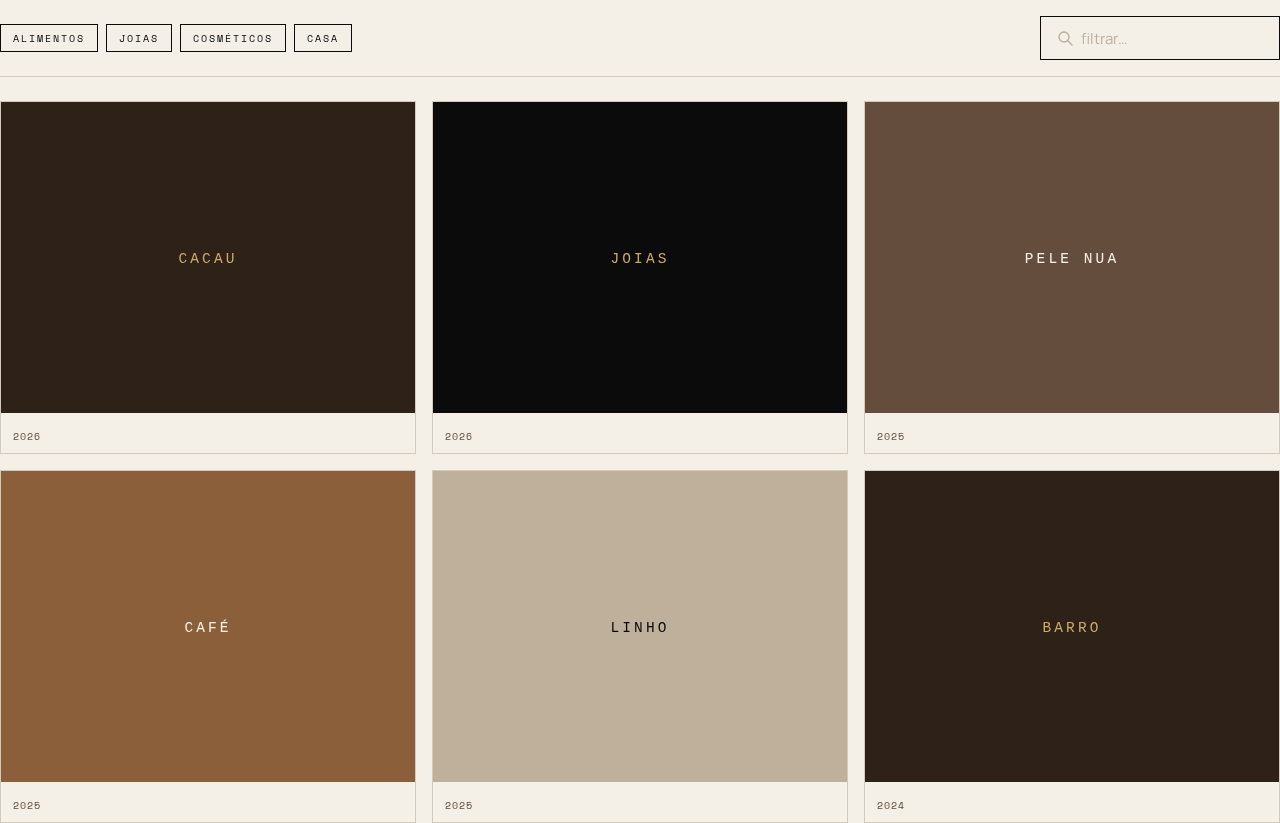 ALIMENTOS JOIAS COSMÉTICOS CASA filtrar...
CACAU JOIAS PELE NUA
2026 2026 2025
CAFÉ LINHO BARRO
2025 2025 2024